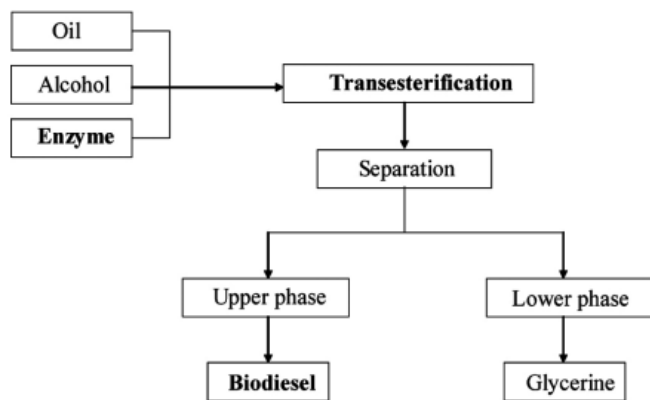 Oil
Alcohol
Enzyme
Transesterification
Separation
Upper phase
Lower phase
Biodiesel
Glycerine